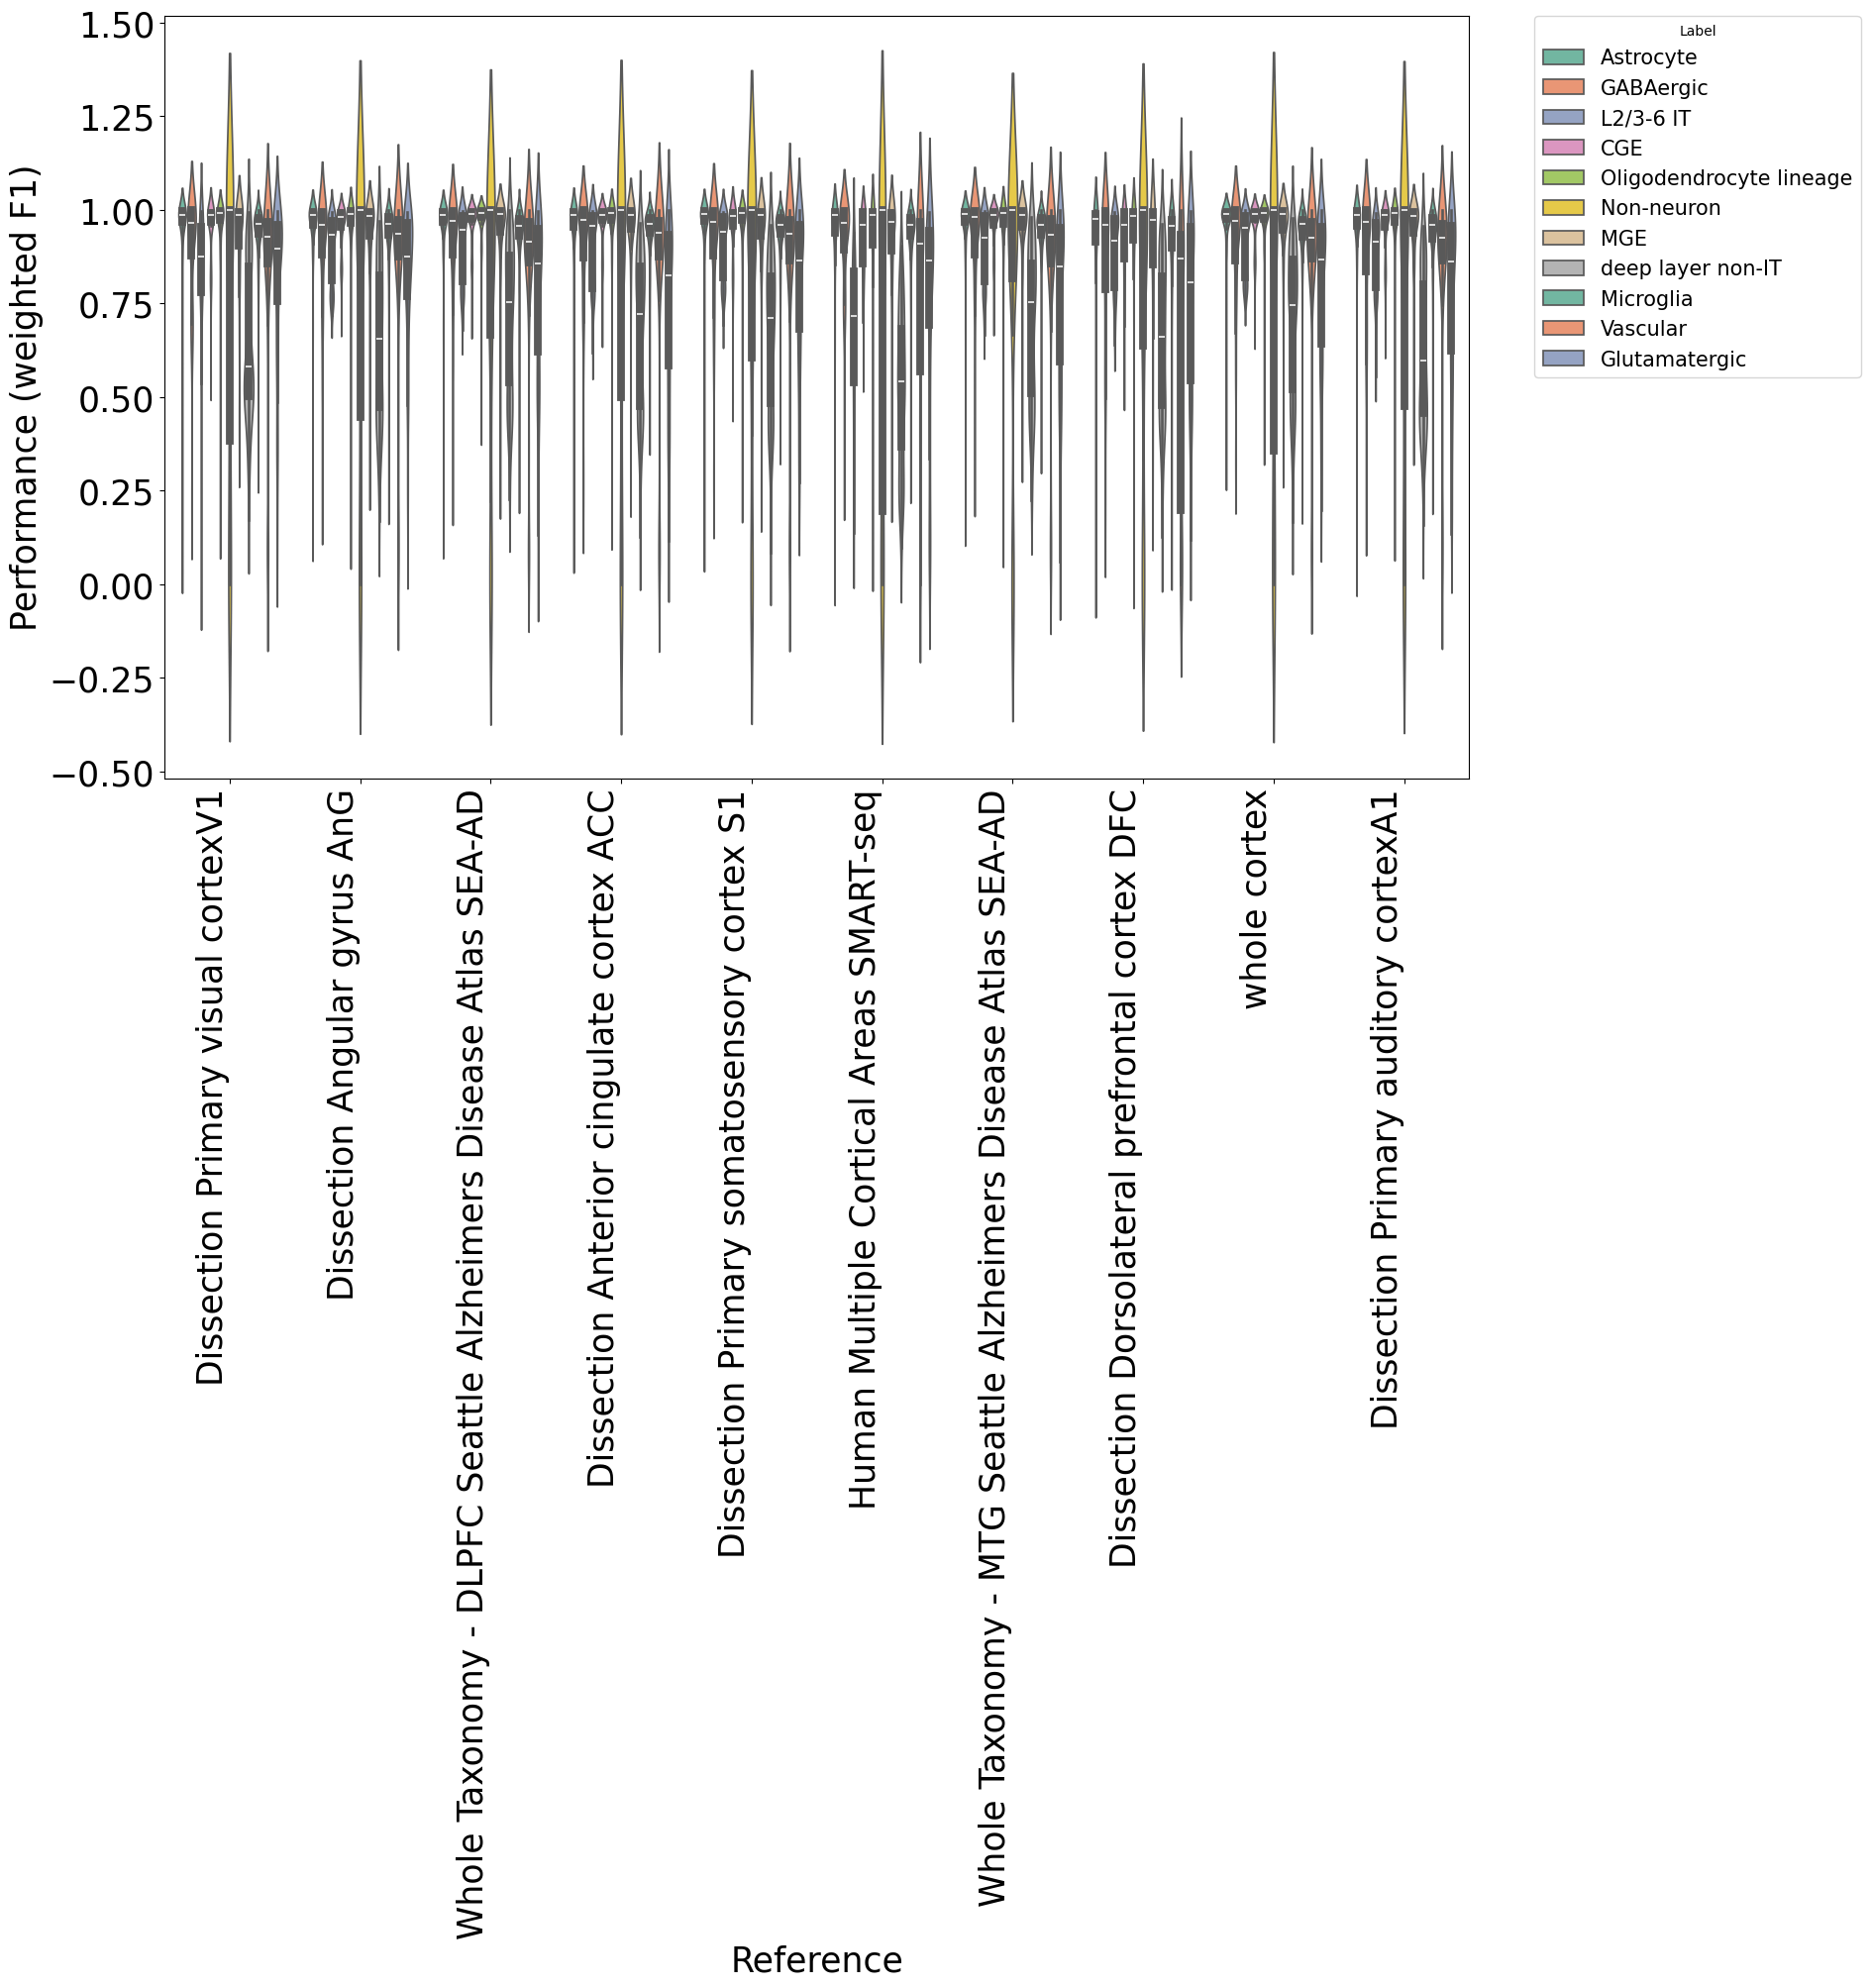 Performance (weighted F1)
1.50
1.25
1.00
0.75
0.50
0.25
0.00
−0.25
−0.50
Dissection Primary visual cortexV1
Dissection Angular gyrus AnG
Whole Taxonomy - DLPFC Seattle Alzheimers Disease Atlas SEA-AD
Dissection Anterior cingulate cortex ACC
Dissection Primary somatosensory cortex S1
Human Multiple Cortical Areas SMART-seq
Whole Taxonomy - MTG Seattle Alzheimers Disease Atlas SEA-AD
Dissection Dorsolateral prefrontal cortex DFC
whole cortex
Dissection Primary auditory cortexA1
Reference
Label
Astrocyte
GABAergic
L2/3-6 IT
CGE
Oligodendrocyte lineage
Non-neuron
MGE
deep layer non-IT
Microglia
Vascular
Glutamatergic